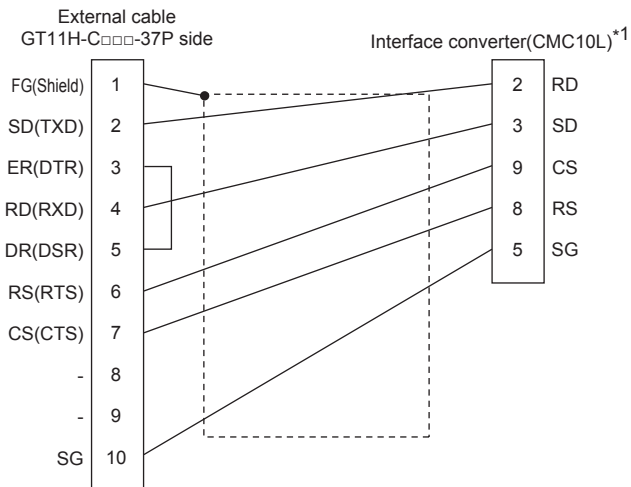 External cable
GT11H-C□□□-37P side
Interface converter(CMC10L)*1
FG(Shield) 1
SD(TXD) 2
ER(DTR) 3
RD(RXD) 4
DR(DSR) 5
RS(RTS) 6
CS(CTS) 7
- 8
- 9
SG 10
2 RD
3 SD
9 CS
8 RS
5 SG